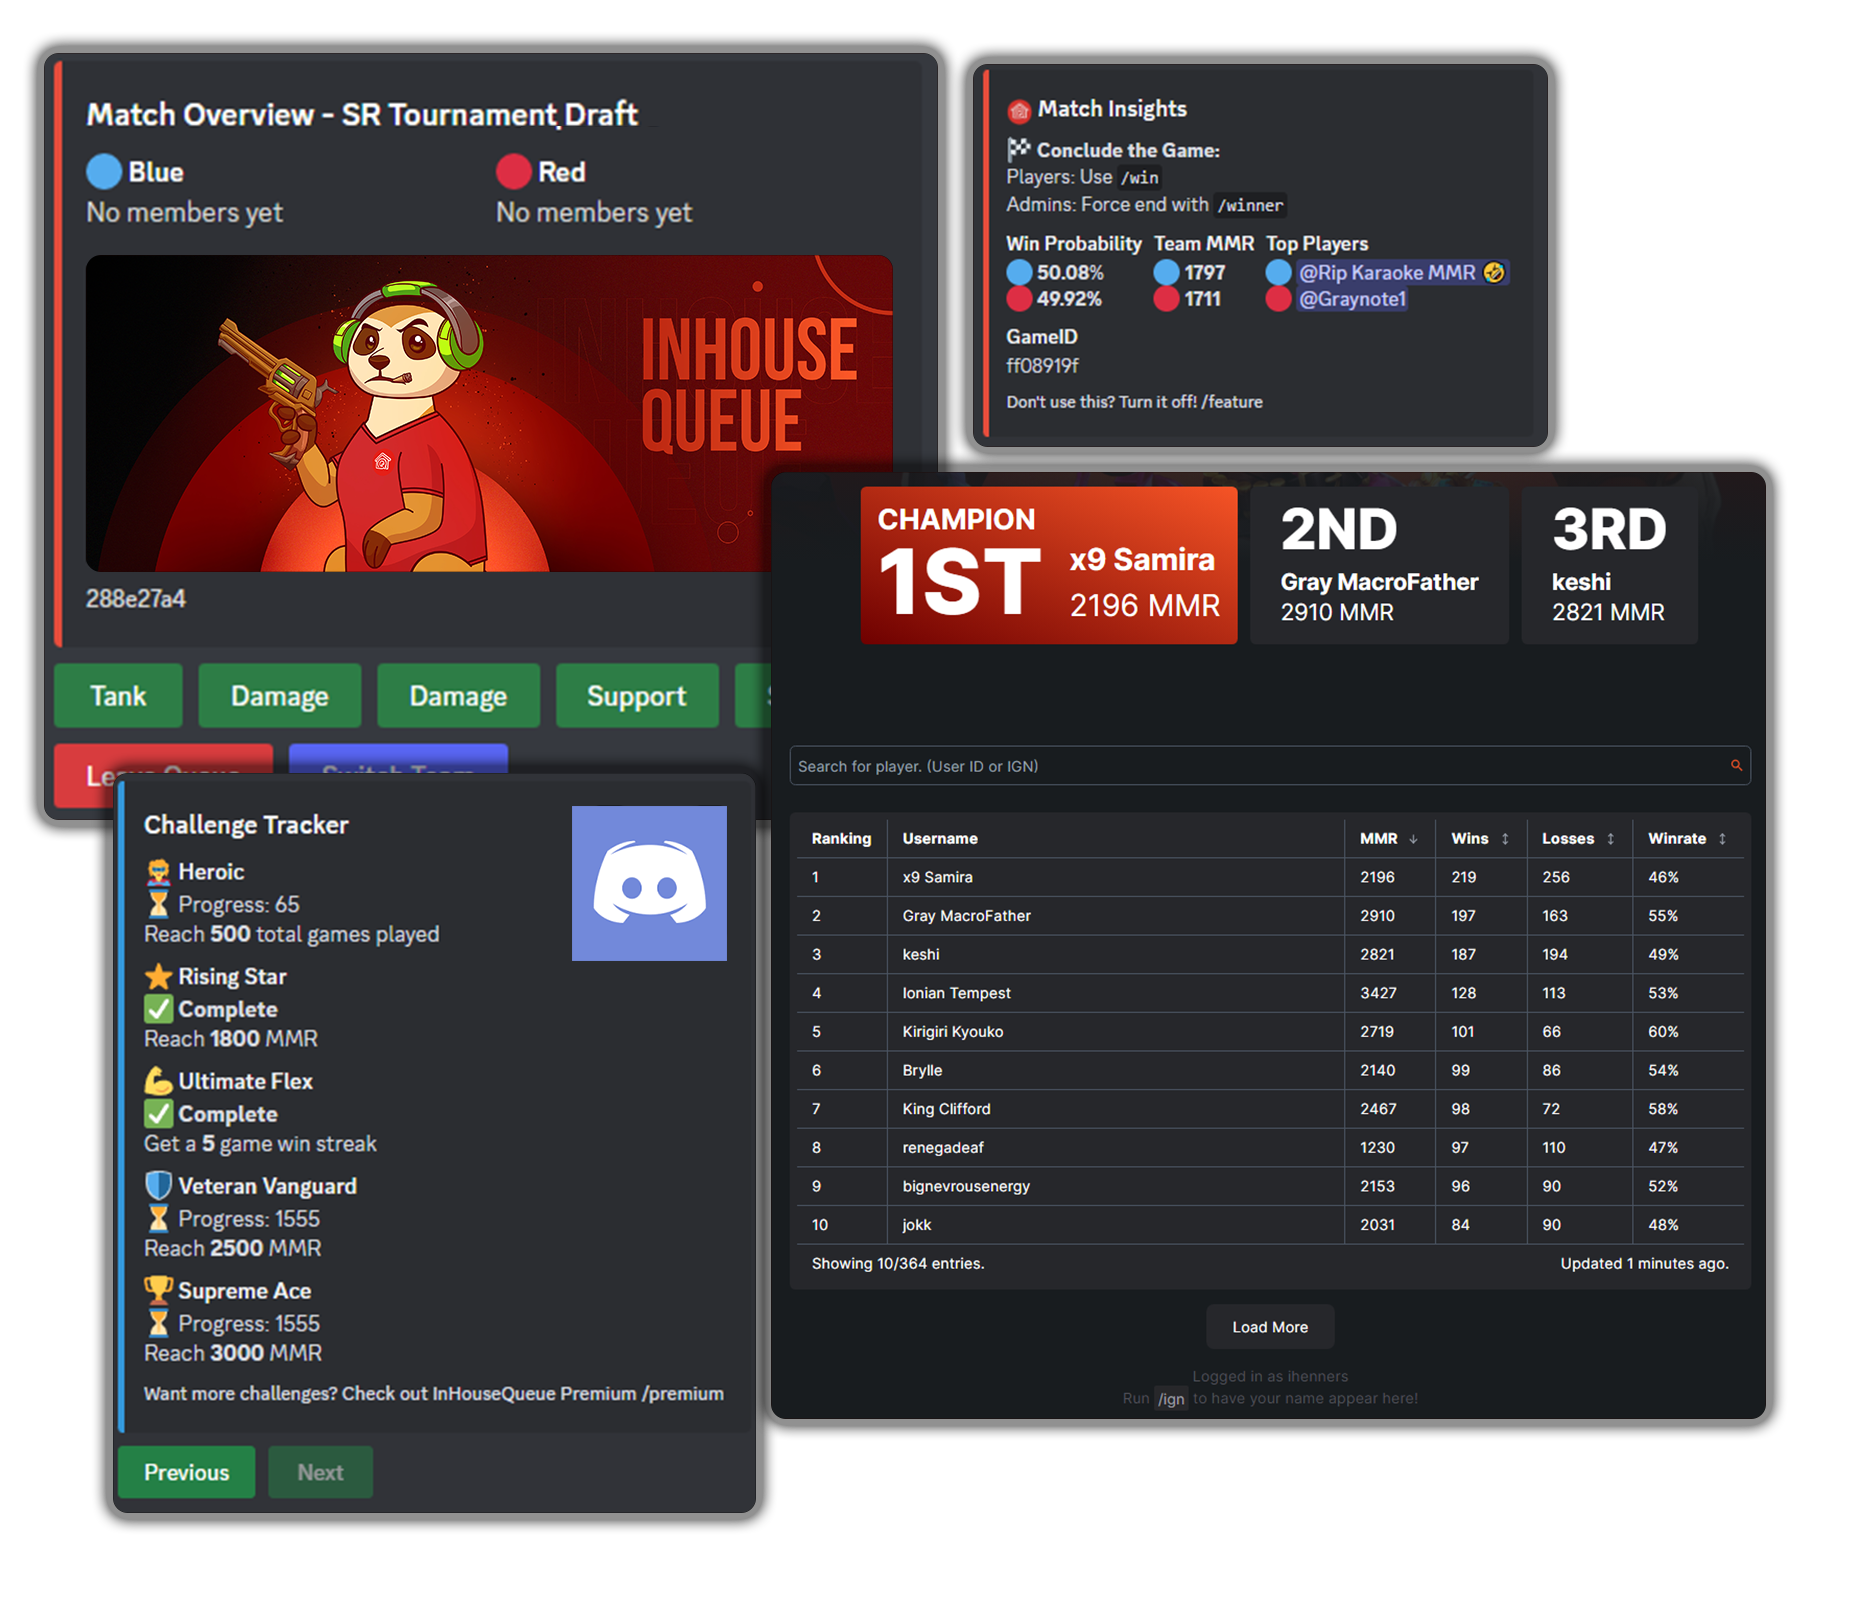 Match Overview - SR Tournament Draft
Blue
Red
No members yet
No members yet
INHOUSE
QUEUE
288e27a4
Tank
Damage
Damage
Support
Match Insights
Conclude the Game:
Players: Use /win
Admins: Force end with /winner
Win Probability Team MMR Top Players
50.08% 1797 @Rip Karaoke MMR 🤣
49.92% 1711 @Graynote1
GameID
ff08919f
Don't use this? Turn it off! /feature
CHAMPION
1ST
x9 Samira
2196 MMR
2ND
Gray MacroFather
2910 MMR
3RD
keshi
2821 MMR
Search for player. (User ID or IGN)
Ranking Username MMR Wins Losses Winrate
1 x9 Samira 2196 219 256 46%
2 Gray MacroFather 2910 197 163 55%
3 keshi 2821 187 194 49%
4 Ionian Tempest 3427 128 113 53%
5 Kirigiri Kyouko 2719 101 66 60%
6 Brylle 2140 99 86 54%
7 King Clifford 2467 98 72 58%
8 renegadeaf 1230 97 110 47%
9 bignevrousenergy 2153 96 90 52%
10 jokk 2031 84 90 48%
Showing 10/364 entries.
Updated 1 minutes ago.
Load More
Logged in as ihenners
Run /ign to have your name appear here!
Challenge Tracker
Heroic
Progress: 65
Reach 500 total games played
Rising Star
Complete
Reach 1800 MMR
Ultimate Flex
Complete
Get a 5 game win streak
Veteran Vanguard
Progress: 1555
Reach 2500 MMR
Supreme Ace
Progress: 1555
Reach 3000 MMR
Want more challenges? Check out InHouseQueue Premium /premium
Previous
Next